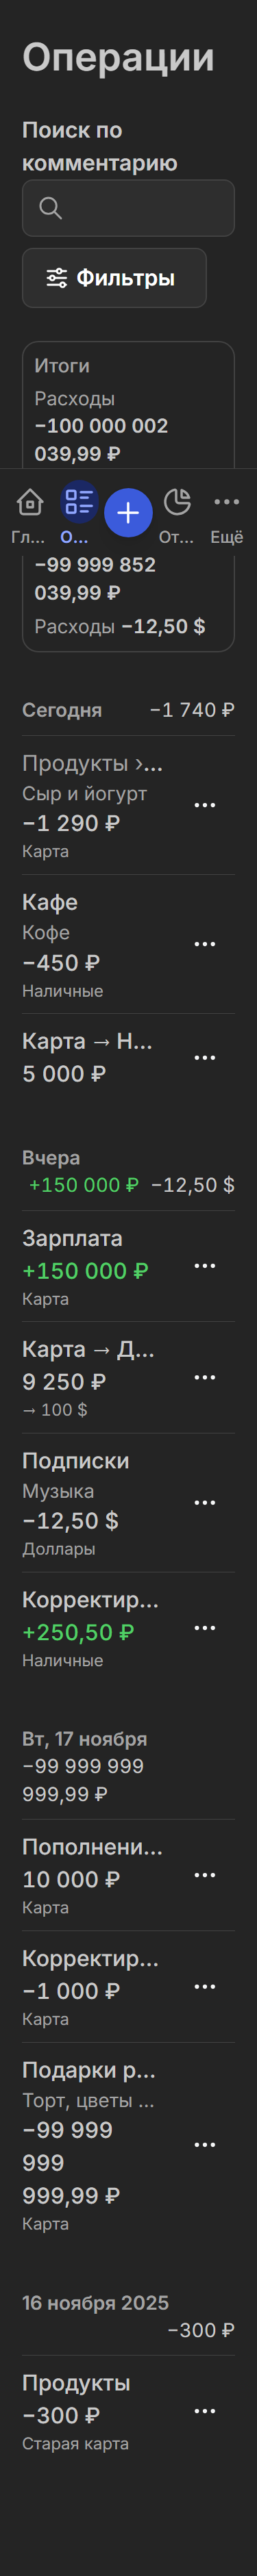 Операции
Поиск по
комментарию
Фильтры
Итоги
Расходы
−100 000 002
039,99 ₽
Гл...
О...
От...
Ещё
−99 999 852
039,99 ₽
Расходы −12,50 $
Сегодня −1 740 ₽
Продукты ›...
Сыр и йогурт
−1 290 ₽
Карта
Кафе
Кофе
−450 ₽
Наличные
Карта → Н...
5 000 ₽
Вчера
+150 000 ₽ −12,50 $
Зарплата
+150 000 ₽
Карта
Карта → Д...
9 250 ₽
→ 100 $
Подписки
Музыка
−12,50 $
Доллары
Корректир...
+250,50 ₽
Наличные
Вт, 17 ноября
−99 999 999
999,99 ₽
Пополнени...
10 000 ₽
Карта
Корректир...
−1 000 ₽
Карта
Подарки р...
Торт, цветы ...
−99 999
999
999,99 ₽
Карта
16 ноября 2025
−300 ₽
Продукты
−300 ₽
Старая карта